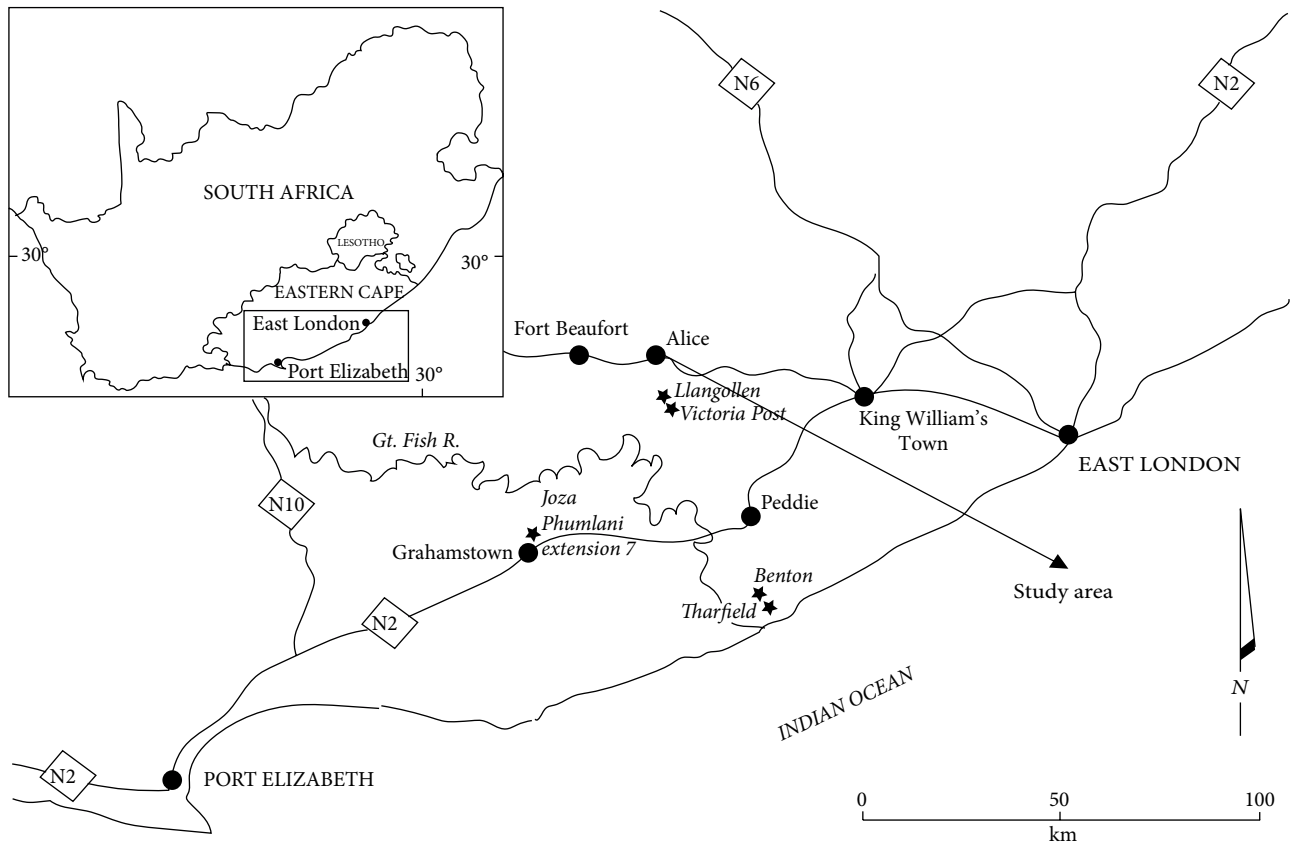 N6
N2
SOUTH AFRICA
LESOTHO
30°
30°
EASTERN CAPE
East London
Port Elizabeth
30°
Fort Beaufort
Alice
Llangollen
Victoria Post
King William's
Town
EAST LONDON
Gt. Fish R.
N10
Joza
Phumlani
extension 7
Grahamstown
Peddie
Benton
Tharfield
Study area
N2
INDIAN OCEAN
N
N2
PORT ELIZABETH
0 50 100
km